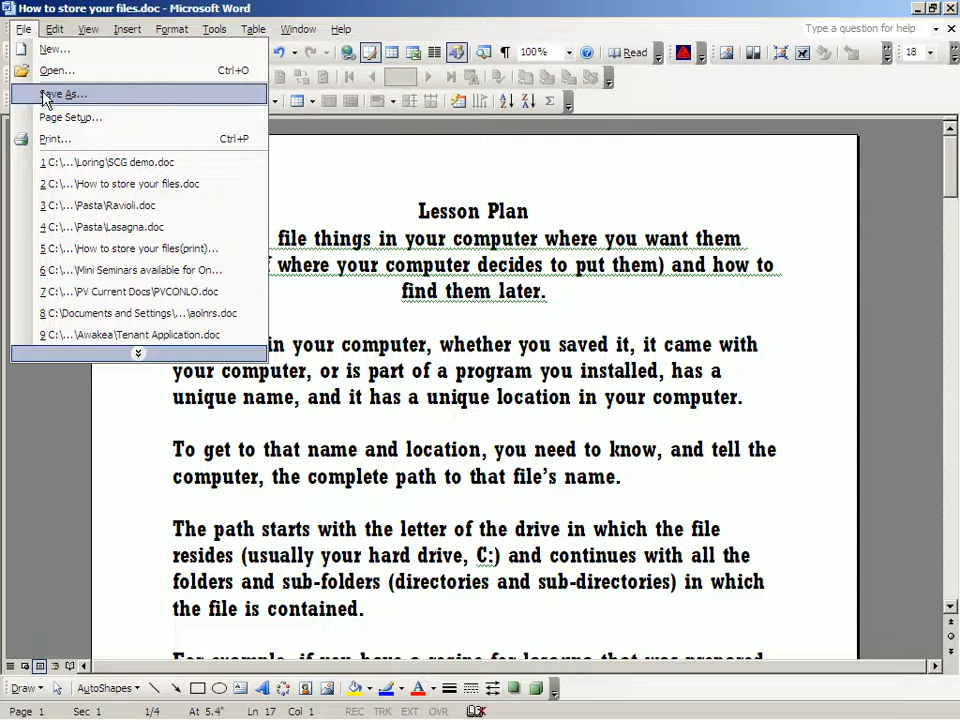 How to store your files.doc - Microsoft Word
File Edit View Insert Format Tools Table Window Help
Type a question for help
100% Read 18
New...
Open... Ctrl+O
Save As...
Page Setup...
Print... Ctrl+P
1 C:\...\Loring\SCG demo.doc
2 C:\...\How to store your files.doc
3 C:\...\Pasta\Ravioli.doc
4 C:\...\Pasta\Lasagna.doc
5 C:\...\How to store your files(print)...
6 C:\...\Mini Seminars available for On...
7 C:\...\PV Current Docs\PVCONLO.doc
8 C:\Documents and Settings\...\aolnrs.doc
9 C:\...\Awakea\Tenant Application.doc
Lesson Plan
file things in your computer where you want them
where your computer decides to put them) and how to
find them later.
in your computer, whether you saved it, it came with
your computer, or is part of a program you installed, has a
unique name, and it has a unique location in your computer.
To get to that name and location, you need to know, and tell the
computer, the complete path to that file's name.
The path starts with the letter of the drive in which the file
resides (usually your hard drive, C:) and continues with all the
folders and sub-folders (directories and sub-directories) in which
the file is contained.
For example, if you have a recipe for lasagna that was prepared
Draw AutoShapes
Page 1 Sec 1 1/4 At 5.4" Ln 17 Col 1 REC TRK EXT OVR